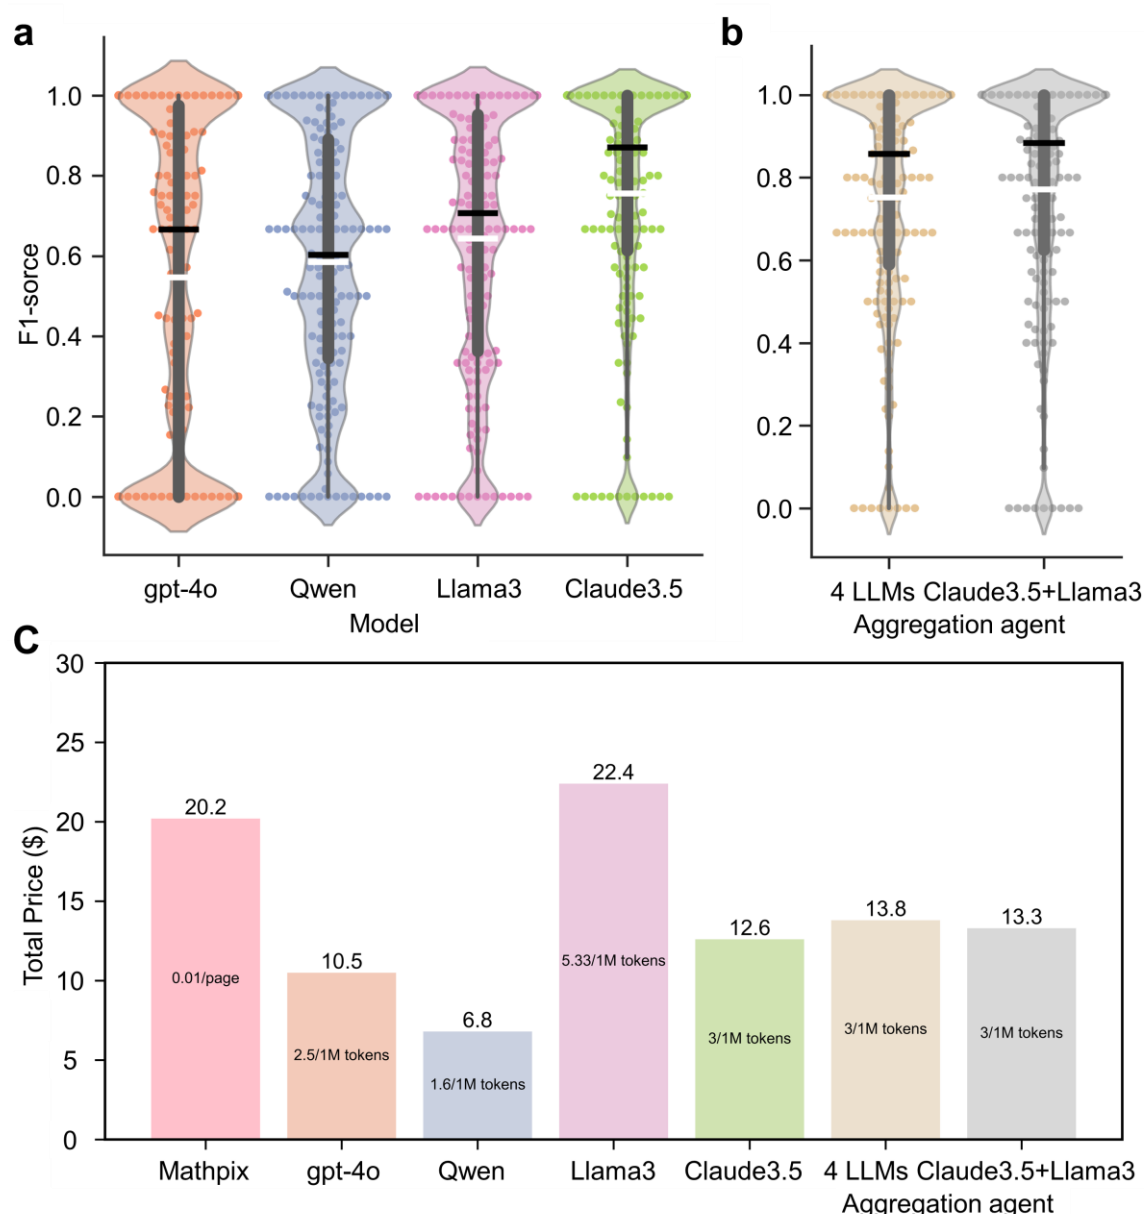 a
1.0
0.8
0.6
0.4
0.2
0.0
F1-sorce
gpt-4o Qwen Llama3 Claude3.5
Model
b
1.0
0.8
0.6
0.4
0.2
0.0
4 LLMs Claude3.5+Llama3
Aggregation agent
C
30
25
20
15
10
5
0
Total Price ($)
20.2
10.5
6.8
22.4
12.6
13.8
13.3
0.01/page
2.5/1M tokens
1.6/1M tokens
5.33/1M tokens
3/1M tokens
3/1M tokens
3/1M tokens
Mathpix gpt-4o Qwen Llama3 Claude3.5 4 LLMs Claude3.5+Llama3
Aggregation agent